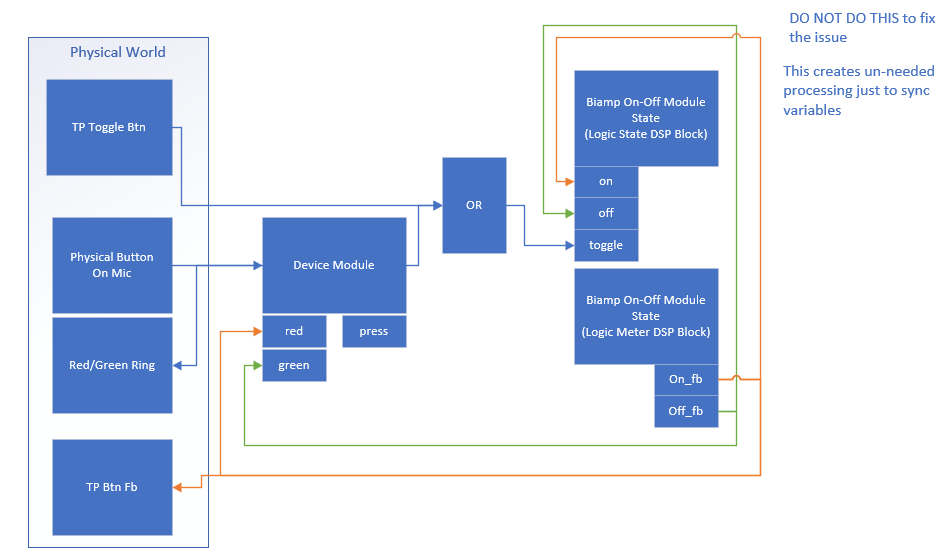 DO NOT DO THIS to fix
the issue
This creates un-needed
processing just to sync
variables
Physical World
TP Toggle Btn
Physical Button
On Mic
Red/Green Ring
TP Btn Fb
Device Module
red
press
green
OR
Biamp On-Off Module
State
(Logic State DSP Block)
on
off
toggle
Biamp On-Off Module
State
(Logic Meter DSP Block)
On_fb
Off_fb